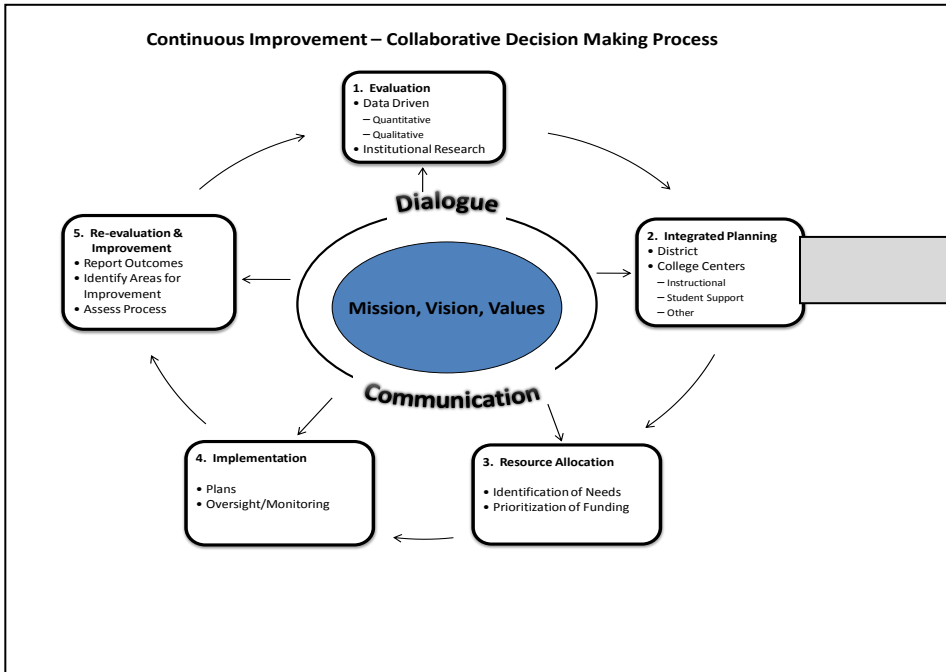 Continuous Improvement – Collaborative Decision Making Process
1. Evaluation
• Data Driven
– Quantitative
– Qualitative
• Institutional Research
Dialogue
5. Re-evaluation &
Improvement
• Report Outcomes
• Identify Areas for
Improvement
• Assess Process
Mission, Vision, Values
2. Integrated Planning
• District
• College Centers
– Instructional
– Student Support
– Other
Communication
4. Implementation
• Plans
• Oversight/Monitoring
3. Resource Allocation
• Identification of Needs
• Prioritization of Funding